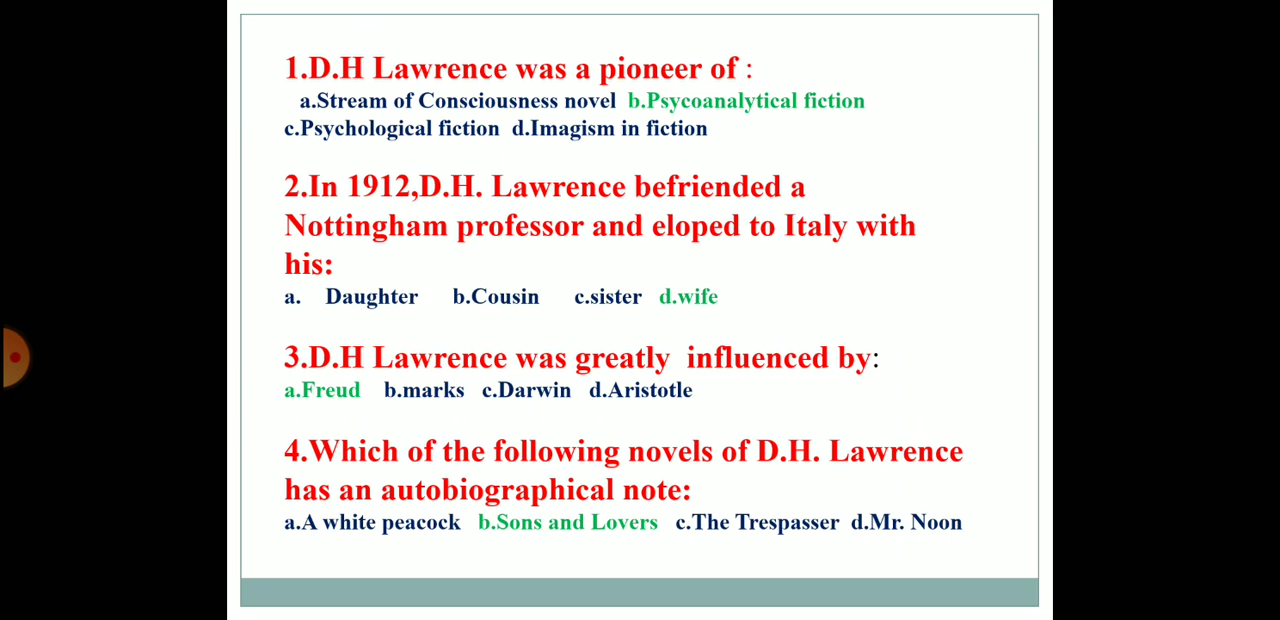 1.D.H Lawrence was a pioneer of :
a.Stream of Consciousness novel b.Psycoanalytical fiction
c.Psychological fiction d.Imagism in fiction
2.In 1912,D.H. Lawrence befriended a
Nottingham professor and eloped to Italy with
his:
a. Daughter b.Cousin c.sister d.wife
3.D.H Lawrence was greatly influenced by:
a.Freud b.marks c.Darwin d.Aristotle
4.Which of the following novels of D.H. Lawrence
has an autobiographical note:
a.A white peacock b.Sons and Lovers c.The Trespasser d.Mr. Noon